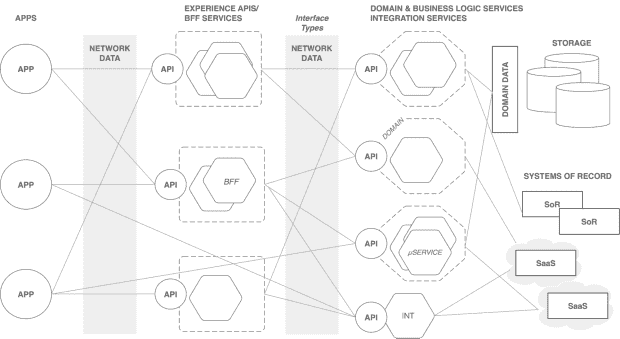 APPS
EXPERIENCE APIS/
BFF SERVICES
Interface
Types
DOMAIN & BUSINESS LOGIC SERVICES
INTEGRATION SERVICES
NETWORK
DATA
NETWORK
DATA
STORAGE
APP
API
API
DOMAIN DATA
DOMAIN
APP
API
BFF
API
SYSTEMS OF RECORD
SoR
SoR
API
µSERVICE
SaaS
APP
API
API
INT
SaaS